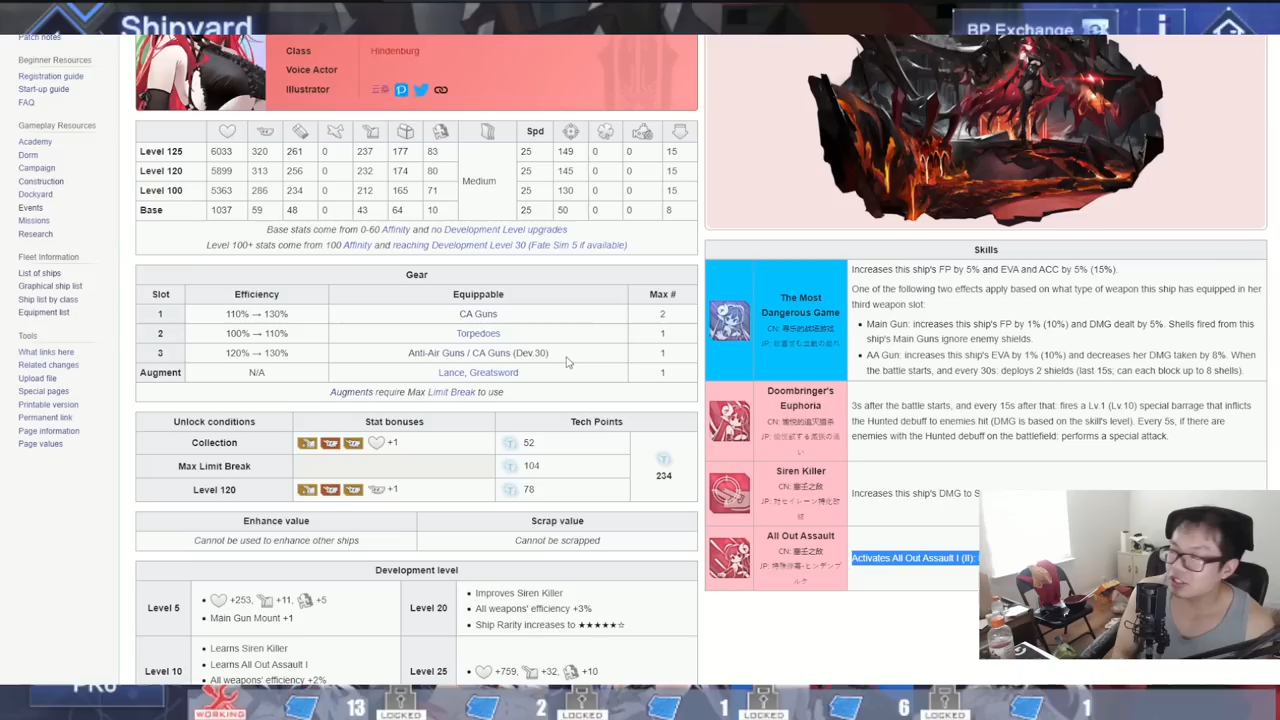 Shipyard
BP Exchange
Patch notes
Beginner Resources
Registration guide
Start-up guide
FAQ
Gameplay Resources
Academy
Dorm
Campaign
Construction
Dockyard
Events
Missions
Research
Fleet Information
List of ships
Graphical ship list
Ship list by class
Equipment list
Tools
What links here
Related changes
Upload file
Special pages
Printable version
Permanent link
Page information
Page values
Class Hindenburg
Voice Actor
Illustrator
Spd
Level 125 6033 320 261 0 237 177 83 25 149 0 0 15
Level 120 5899 313 256 0 232 174 80 25 145 0 0 15
Medium
Level 100 5363 286 234 0 212 165 71 25 130 0 0 15
Base 1037 59 48 0 43 64 10 25 50 0 0 8
Base stats come from 0-60 Affinity and no Development Level upgrades
Level 100+ stats come from 100 Affinity and reaching Development Level 30 (Fate Sim 5 if available)
Gear
Slot Efficiency Equippable Max #
1 110% → 130% CA Guns 2
2 100% → 110% Torpedoes 1
3 120% → 130% Anti-Air Guns / CA Guns (Dev.30) 1
Augment N/A Lance, Greatsword 1
Augments require Max Limit Break to use
Unlock conditions Stat bonuses Tech Points
Collection +1 52
Max Limit Break 104
234
Level 120 +1 78
Enhance value Scrap value
Cannot be used to enhance other ships Cannot be scrapped
Development level
Level 5
+253, +11, +5
Main Gun Mount +1
Level 20
Improves Siren Killer
All weapons' efficiency +3%
Ship Rarity increases to ★★★★★☆
Level 10
Learns Siren Killer
Learns All Out Assault I
All weapons' efficiency +2%
Level 25
+759, +32, +10
Skills
The Most
Dangerous Game
Increases this ship's FP by 5% and EVA and ACC by 5% (15%).
One of the following two effects apply based on what type of weapon this ship has equipped in her
third weapon slot:
Main Gun: increases this ship's FP by 1% (10%) and DMG dealt by 5%. Shells fired from this
ship's Main Guns ignore enemy shields.
AA Gun: increases this ship's EVA by 1% (10%) and decreases her DMG taken by 8%. When
the battle starts, and every 30s: deploys 2 shields (last 15s; can each block up to 8 shells).
Doombringer's
Euphoria
3s after the battle starts, and every 15s after that: fires a Lv.1 (Lv.10) special barrage that inflicts
the Hunted debuff to enemies hit (DMG is based on the skill's level). Every 5s, if there are
enemies with the Hunted debuff on the battlefield: performs a special attack.
Siren Killer
Increases this ship's DMG to S
All Out Assault
Activates All Out Assault I (II):
WORKING
13
LOCKED
2
LOCKED
1
LOCKED
6
LOCKED
1